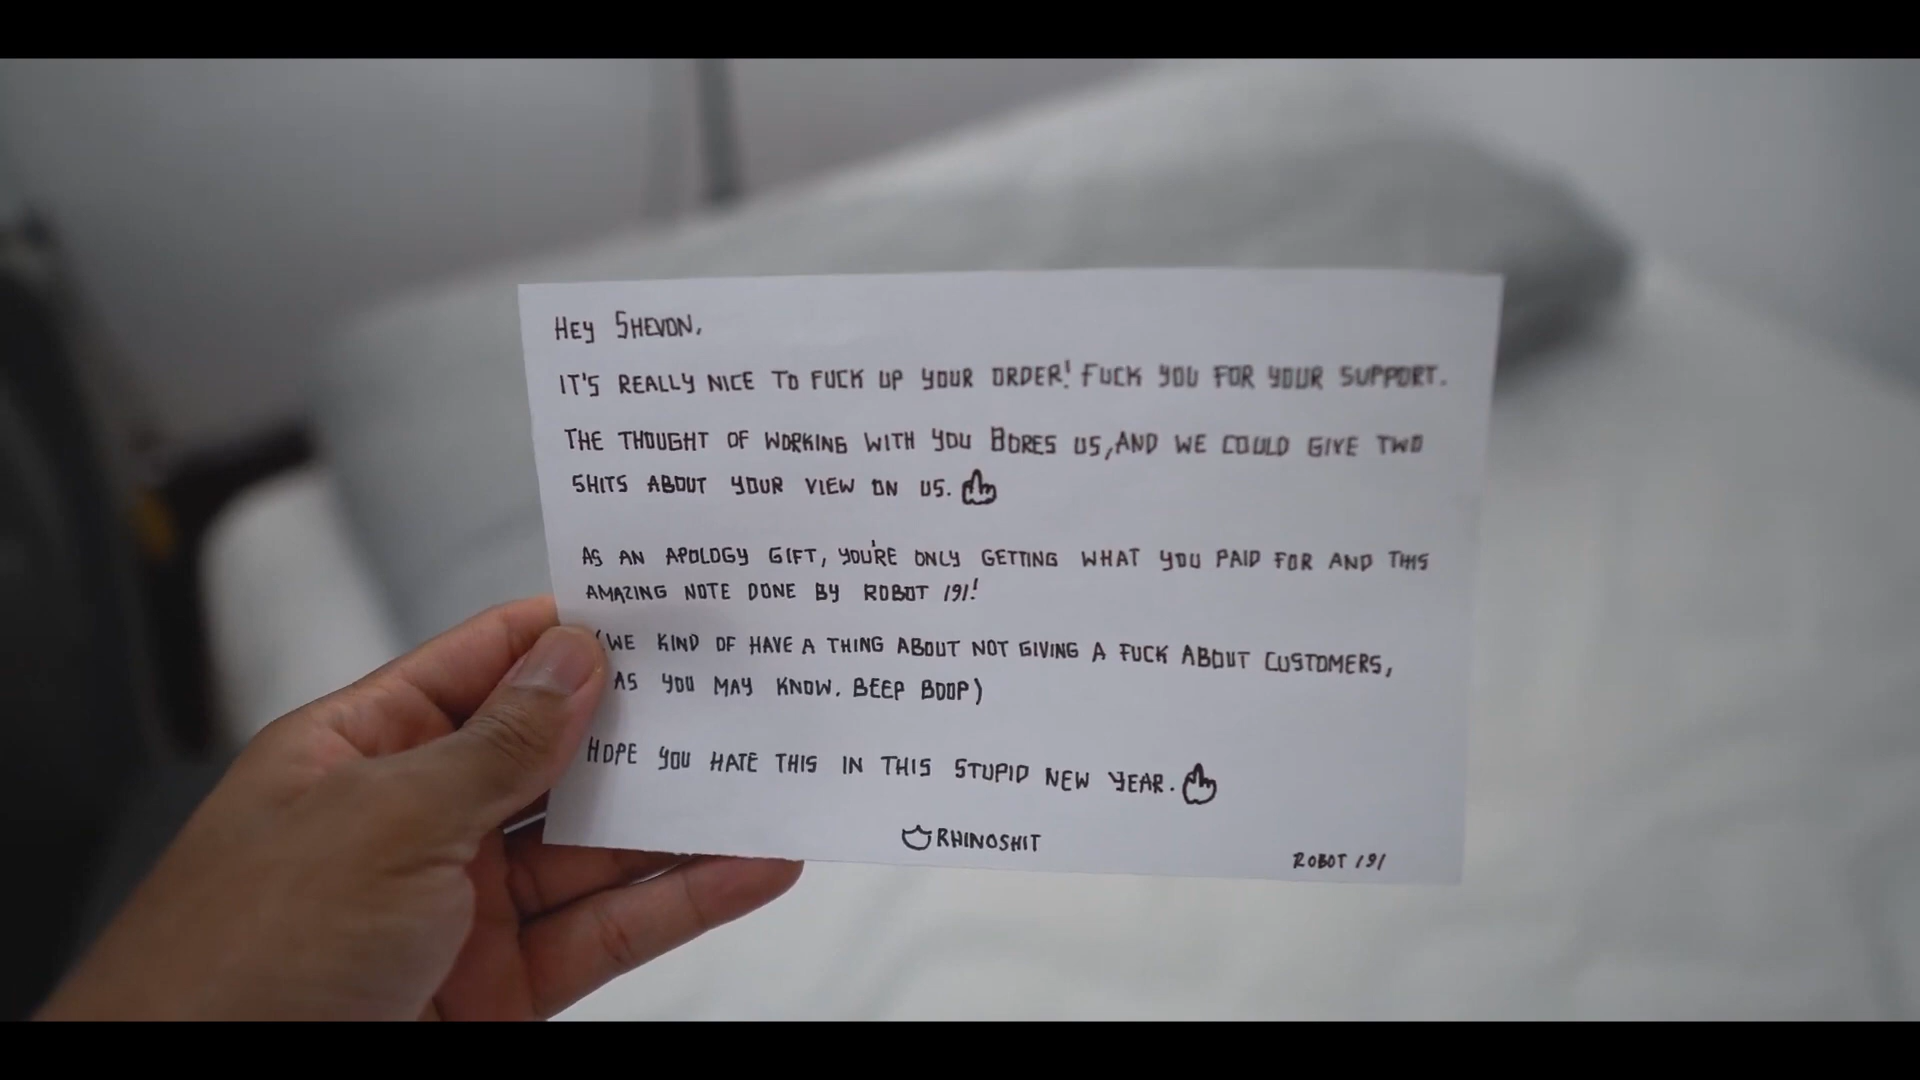 HEY SHEVON,
IT'S REALLY NICE TO FUCK UP YOUR ORDER! FUCK YOU FOR YOUR SUPPORT.
THE THOUGHT OF WORKING WITH YOU BORES US, AND WE COULD GIVE TWO
SHITS ABOUT YOUR VIEW ON US.
AS AN APOLOGY GIFT, YOU'RE ONLY GETTING WHAT YOU PAID FOR AND THIS
AMAZING NOTE DONE BY ROBOT 191!
(WE KIND OF HAVE A THING ABOUT NOT GIVING A FUCK ABOUT CUSTOMERS,
AS YOU MAY KNOW. BEEP BOOP)
HOPE YOU HATE THIS IN THIS STUPID NEW YEAR.
RHINOSHIT
ROBOT 191